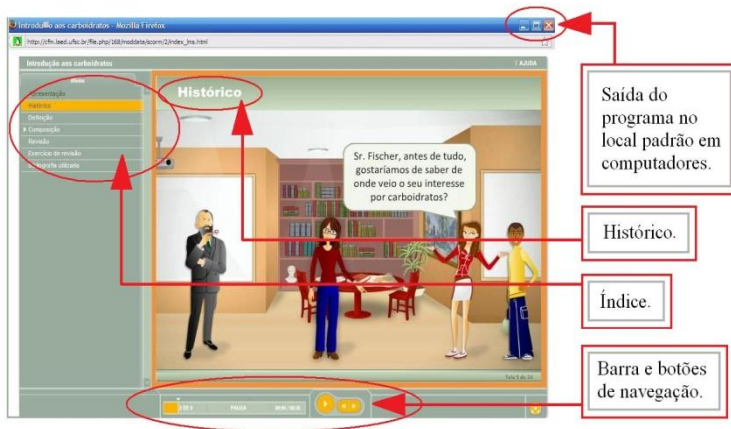 Introdução aos carboidratos - Mozilla Firefox
Introdução aos carboidratos
AJUDA
Apresentação
Histórico
Definição
Composição
Revisão
Exercício de revisão
Bibliografia utilizada
Histórico
Sr. Fischer, antes de tudo,
gostaríamos de saber de
onde veio o seu interesse
por carboidratos?
PAUSA
Saída do
programa no
local padrão em
computadores.
Histórico.
Índice.
Barra e botões
de navegação.